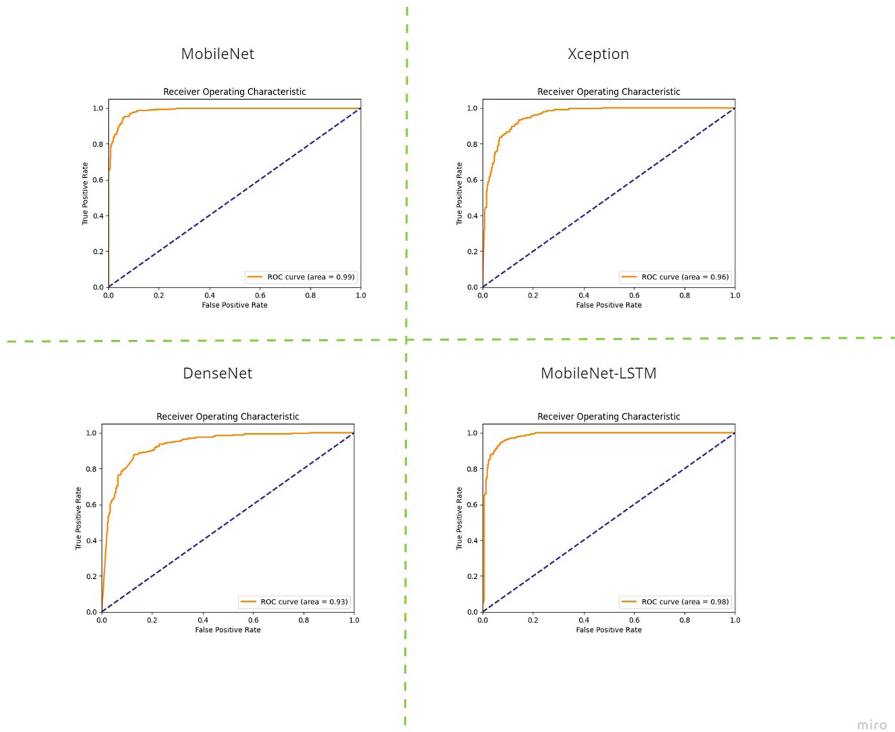 MobileNet
Receiver Operating Characteristic
True Positive Rate
1.0
0.8
0.6
0.4
0.2
0.0
ROC curve (area = 0.99)
0.0 0.2 0.4 0.6 0.8 1.0
False Positive Rate
Xception
Receiver Operating Characteristic
True Positive Rate
1.0
0.8
0.6
0.4
0.2
0.0
ROC curve (area = 0.96)
0.0 0.2 0.4 0.6 0.8 1.0
False Positive Rate
DenseNet
Receiver Operating Characteristic
True Positive Rate
1.0
0.8
0.6
0.4
0.2
0.0
ROC curve (area = 0.93)
0.0 0.2 0.4 0.6 0.8 1.0
False Positive Rate
MobileNet-LSTM
Receiver Operating Characteristic
True Positive Rate
1.0
0.8
0.6
0.4
0.2
0.0
ROC curve (area = 0.98)
0.0 0.2 0.4 0.6 0.8 1.0
False Positive Rate
miro